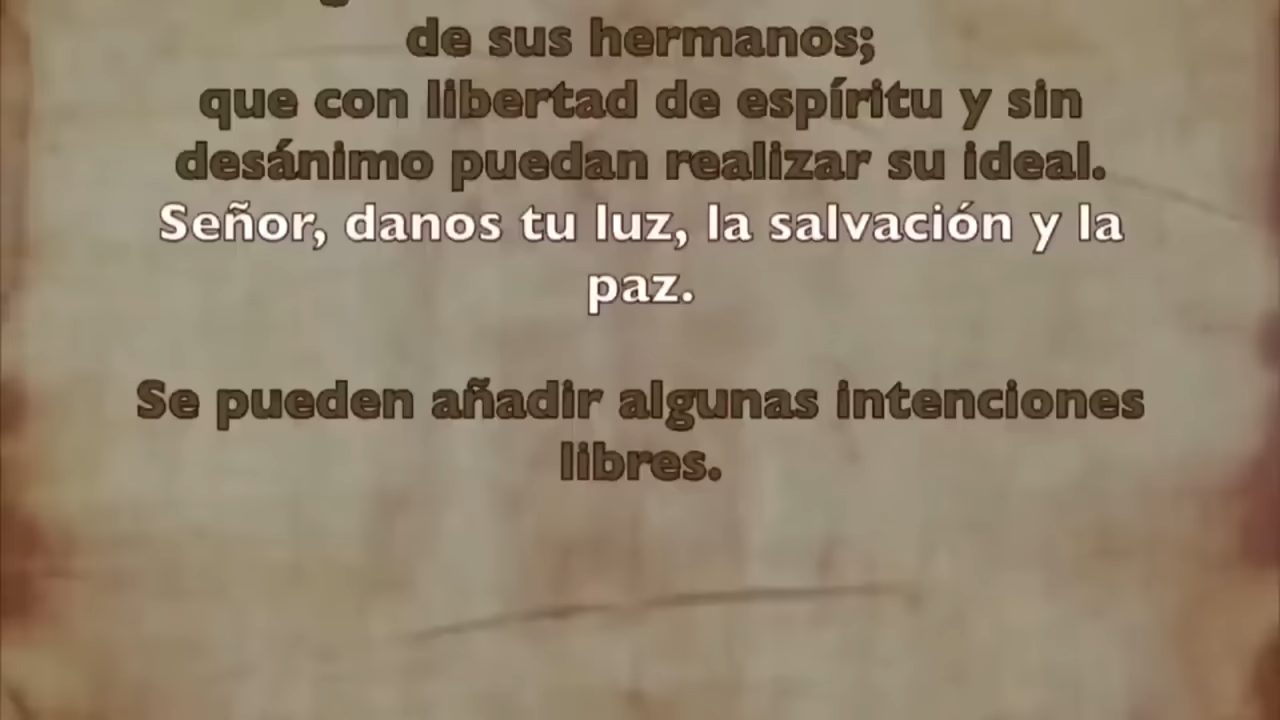 de sus hermanos;
que con libertad de espíritu y sin
desánimo puedan realizar su ideal.
Señor, danos tu luz, la salvación y la
paz.
Se pueden añadir algunas intenciones
libres.